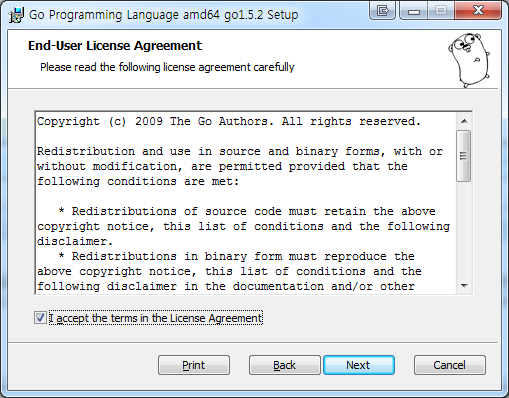 Go Programming Language amd64 go1.5.2 Setup
End-User License Agreement
Please read the following license agreement carefully
Copyright (c) 2009 The Go Authors. All rights reserved.
Redistribution and use in source and binary forms, with or
without modification, are permitted provided that the
following conditions are met:
* Redistributions of source code must retain the above
copyright notice, this list of conditions and the following
disclaimer.
* Redistributions in binary form must reproduce the
above copyright notice, this list of conditions and the
following disclaimer in the documentation and/or other
I accept the terms in the License Agreement
Print Back Next Cancel